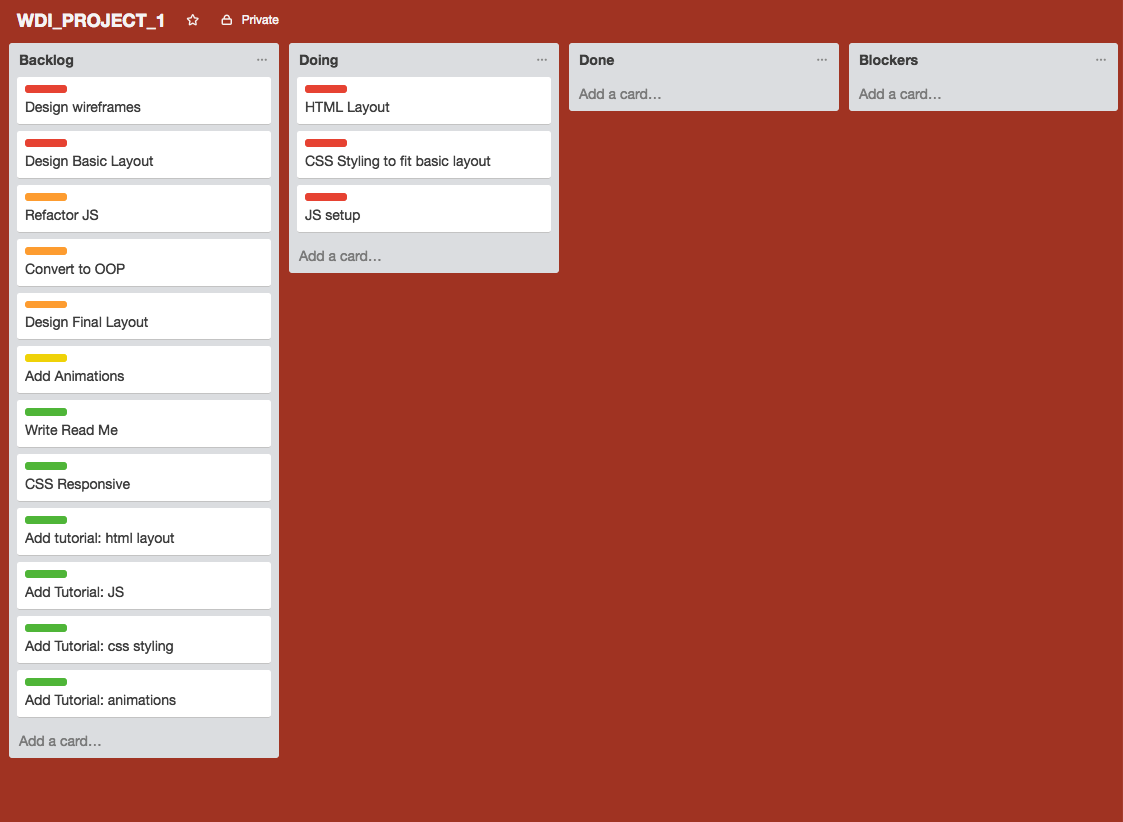 WDI_PROJECT_1 Private
Backlog
Design wireframes
Design Basic Layout
Refactor JS
Convert to OOP
Design Final Layout
Add Animations
Write Read Me
CSS Responsive
Add tutorial: html layout
Add Tutorial: JS
Add Tutorial: css styling
Add Tutorial: animations
Add a card…
Doing
HTML Layout
CSS Styling to fit basic layout
JS setup
Add a card…
Done
Add a card…
Blockers
Add a card…